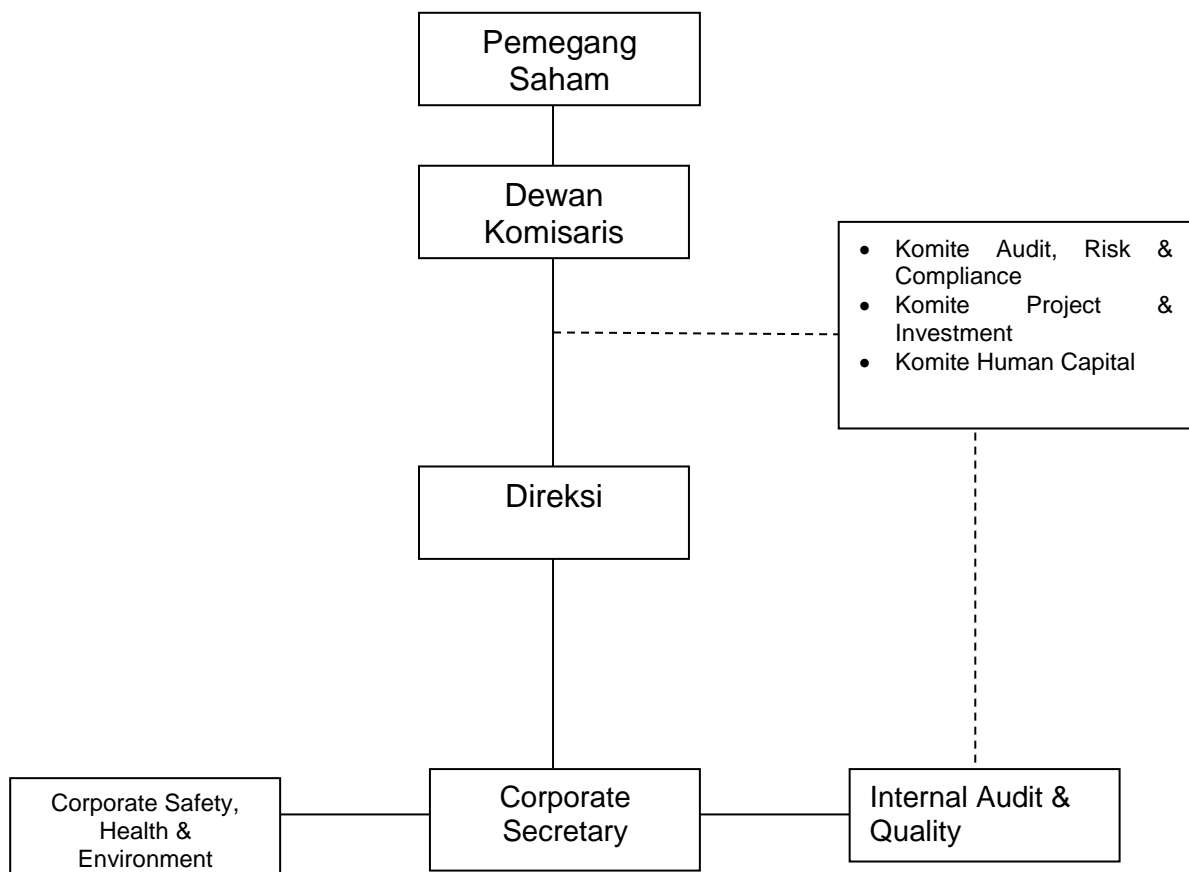 Pemegang
Saham
Dewan
Komisaris
• Komite Audit, Risk &
Compliance
• Komite Project &
Investment
• Komite Human Capital
Direksi
Corporate Safety,
Health &
Environment
Corporate
Secretary
Internal Audit &
Quality